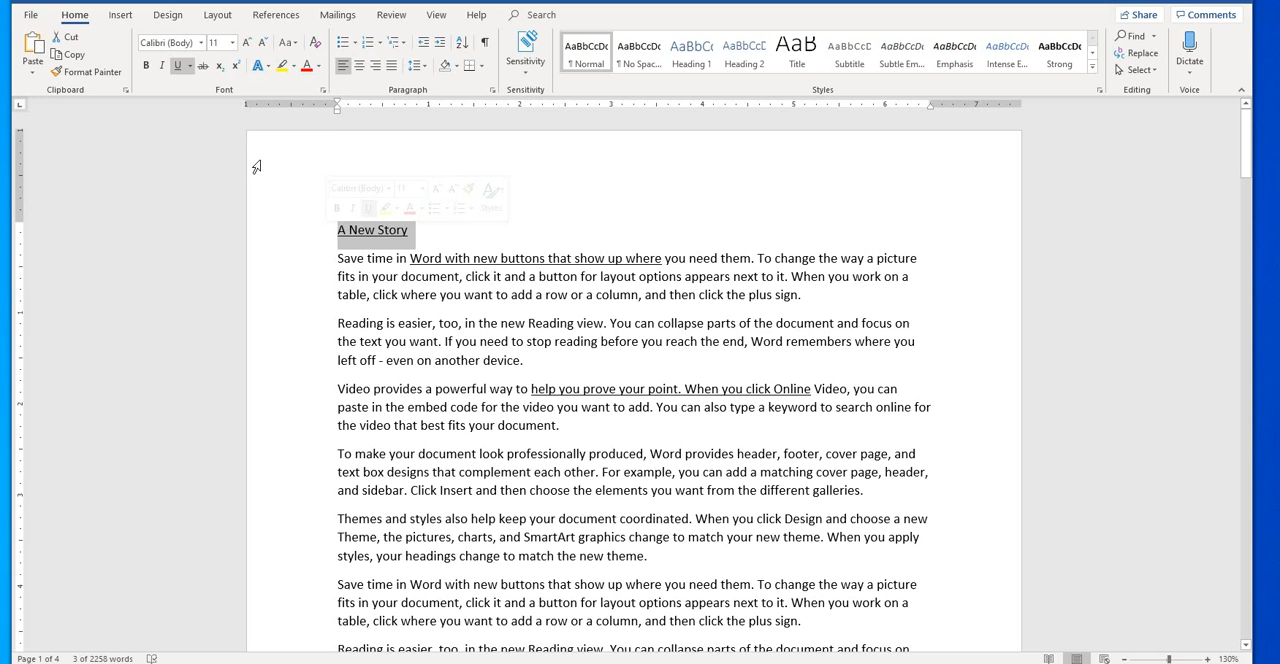 File Home Insert Design Layout References Mailings Review View Help Search Share Comments
Paste Cut Copy Format Painter Clipboard
Calibri (Body) 11 A A Aa A
B I U ab x2 x2 A A Font
Paragraph
Sensitivity
Sensitivity
AaBbCcDc AaBbCcDc AaBbCc AaBbCcD AaB AaBbCcD AaBbCcDc AaBbCcDc AaBbCcDc AaBbCcDc
¶ Normal ¶ No Spac... Heading 1 Heading 2 Title Subtitle Subtle Em... Emphasis Intense E... Strong
Styles
Find
Replace
Select
Editing
Dictate
Voice
1 1 2 3 4 5 6 7
Calibri (Body) 11 A A
B I U A Styles
A New Story
Save time in Word with new buttons that show up where you need them. To change the way a picture
fits in your document, click it and a button for layout options appears next to it. When you work on a
table, click where you want to add a row or a column, and then click the plus sign.
Reading is easier, too, in the new Reading view. You can collapse parts of the document and focus on
the text you want. If you need to stop reading before you reach the end, Word remembers where you
left off - even on another device.
Video provides a powerful way to help you prove your point. When you click Online Video, you can
paste in the embed code for the video you want to add. You can also type a keyword to search online for
the video that best fits your document.
To make your document look professionally produced, Word provides header, footer, cover page, and
text box designs that complement each other. For example, you can add a matching cover page, header,
and sidebar. Click Insert and then choose the elements you want from the different galleries.
Themes and styles also help keep your document coordinated. When you click Design and choose a new
Theme, the pictures, charts, and SmartArt graphics change to match your new theme. When you apply
styles, your headings change to match the new theme.
Save time in Word with new buttons that show up where you need them. To change the way a picture
fits in your document, click it and a button for layout options appears next to it. When you work on a
table, click where you want to add a row or a column, and then click the plus sign.
Reading is easier, too, in the new Reading view. You can collapse parts of the document and focus on
Page 1 of 4 3 of 2258 words 130%